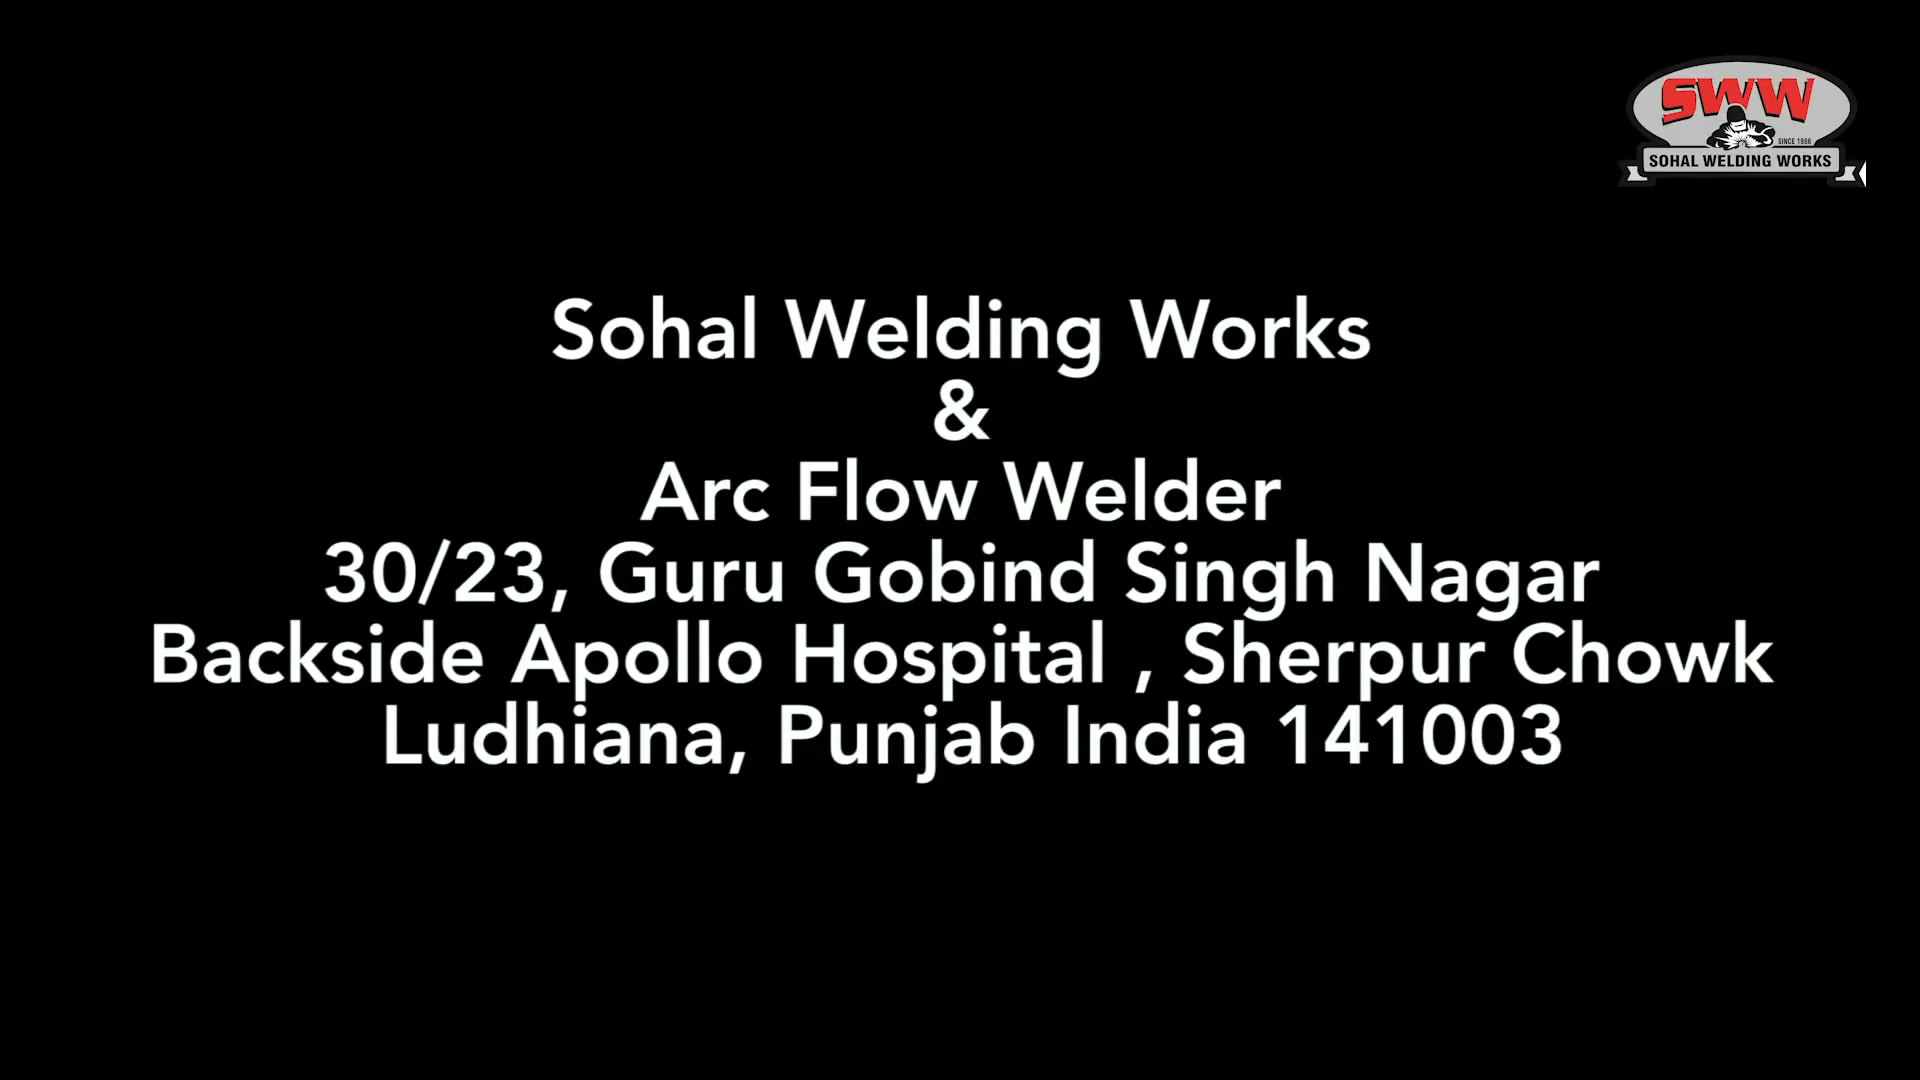 SWW
SINCE 1986
SOHAL WELDING WORKS
Sohal Welding Works
&
Arc Flow Welder
30/23, Guru Gobind Singh Nagar
Backside Apollo Hospital , Sherpur Chowk
Ludhiana, Punjab India 141003